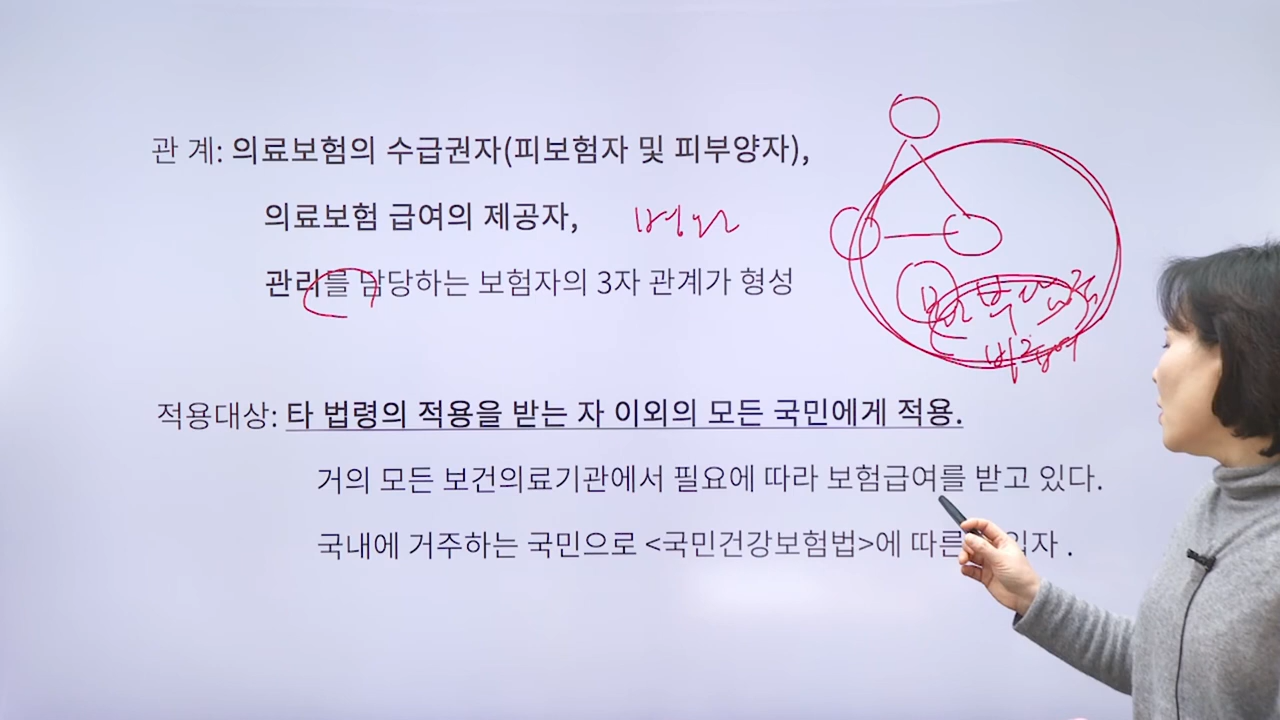 관 계: 의료보험의 수급권자(피보험자 및 피부양자),
의료보험 급여의 제공자, 병원
관리를 담당하는 보험자의 3자 관계가 형성
비급여
적용대상: 타 법령의 적용을 받는 자 이외의 모든 국민에게 적용.
거의 모든 보건의료기관에서 필요에 따라 보험급여를 받고 있다.
국내에 거주하는 국민으로 <국민건강보험법>에 따른 입자 .